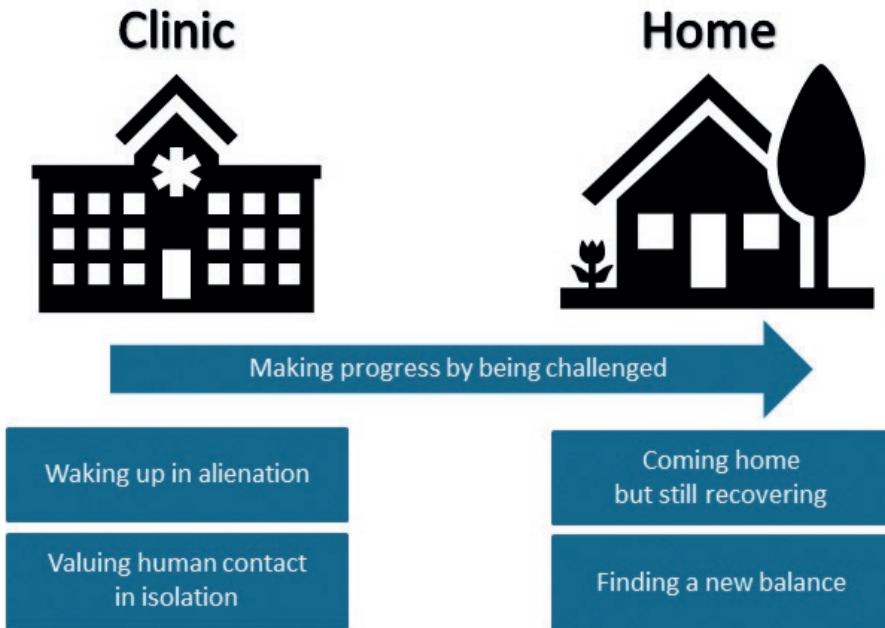 Clinic
Home
Making progress by being challenged
Waking up in alienation
Coming home
but still recovering
Valuing human contact
in isolation
Finding a new balance